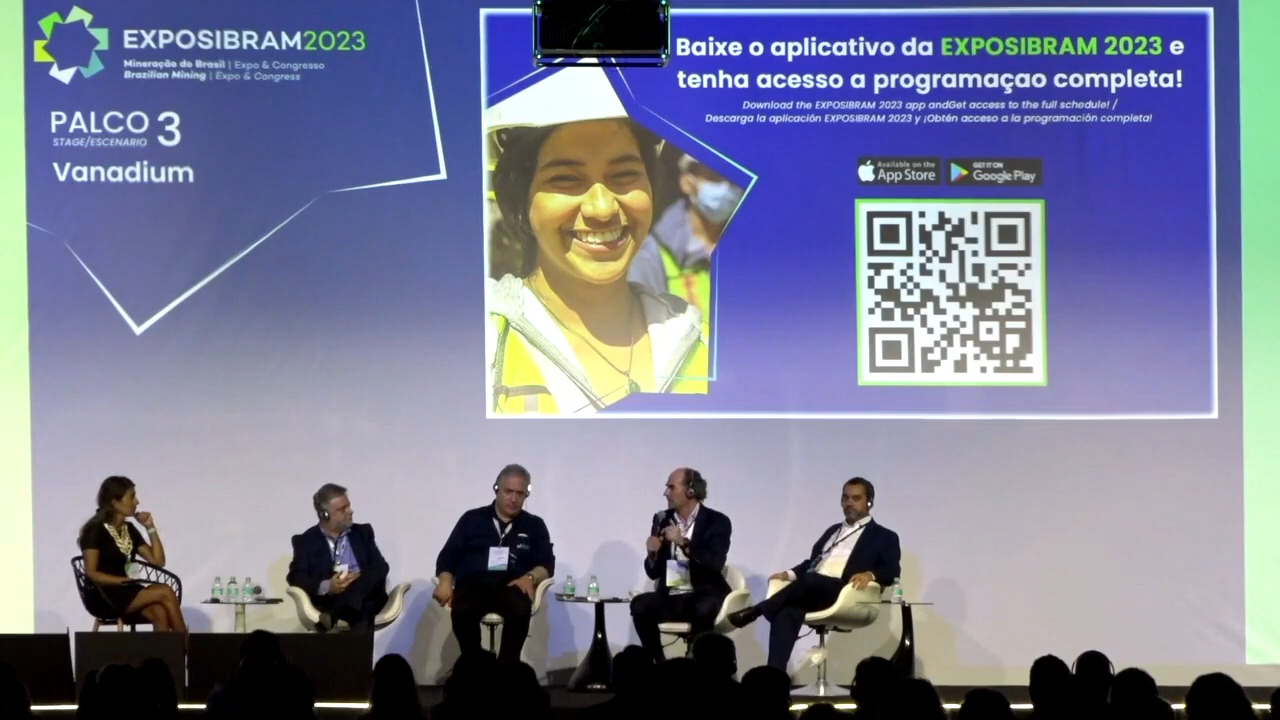 EXPOSIBRAM2023
Mineração do Brasil | Expo & Congresso
Brazilian Mining | Expo & Congress
PALCO 3
STAGE/ESCENARIO
Vanadium
Baixe o aplicativo da EXPOSIBRAM 2023 e
tenha acesso a programaçao completa!
Download the EXPOSIBRAM 2023 app andGet access to the full schedule! /
Descarga la aplicación EXPOSIBRAM 2023 y ¡Obtén acceso a la programación completa!
Available on the
App Store
GET IT ON
Google Play